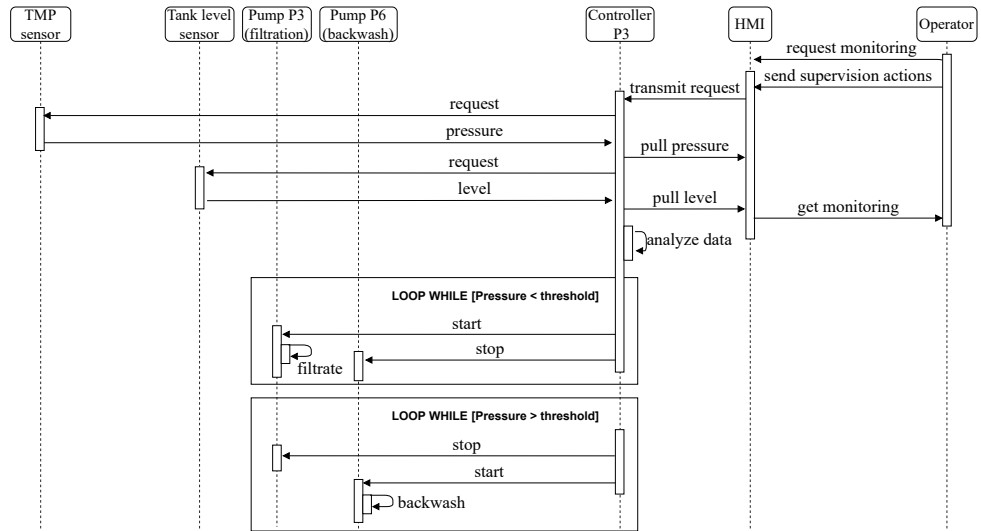 TMP
sensor
Tank level
sensor
Pump P3
(filtration)
Pump P6
(backwash)
Controller
P3
HMI
Operator
request monitoring
send supervision actions
transmit request
request
pressure
pull pressure
request
level
pull level
get monitoring
analyze data
LOOP WHILE [Pressure < threshold]
start
stop
filtrate
LOOP WHILE [Pressure > threshold]
stop
start
backwash